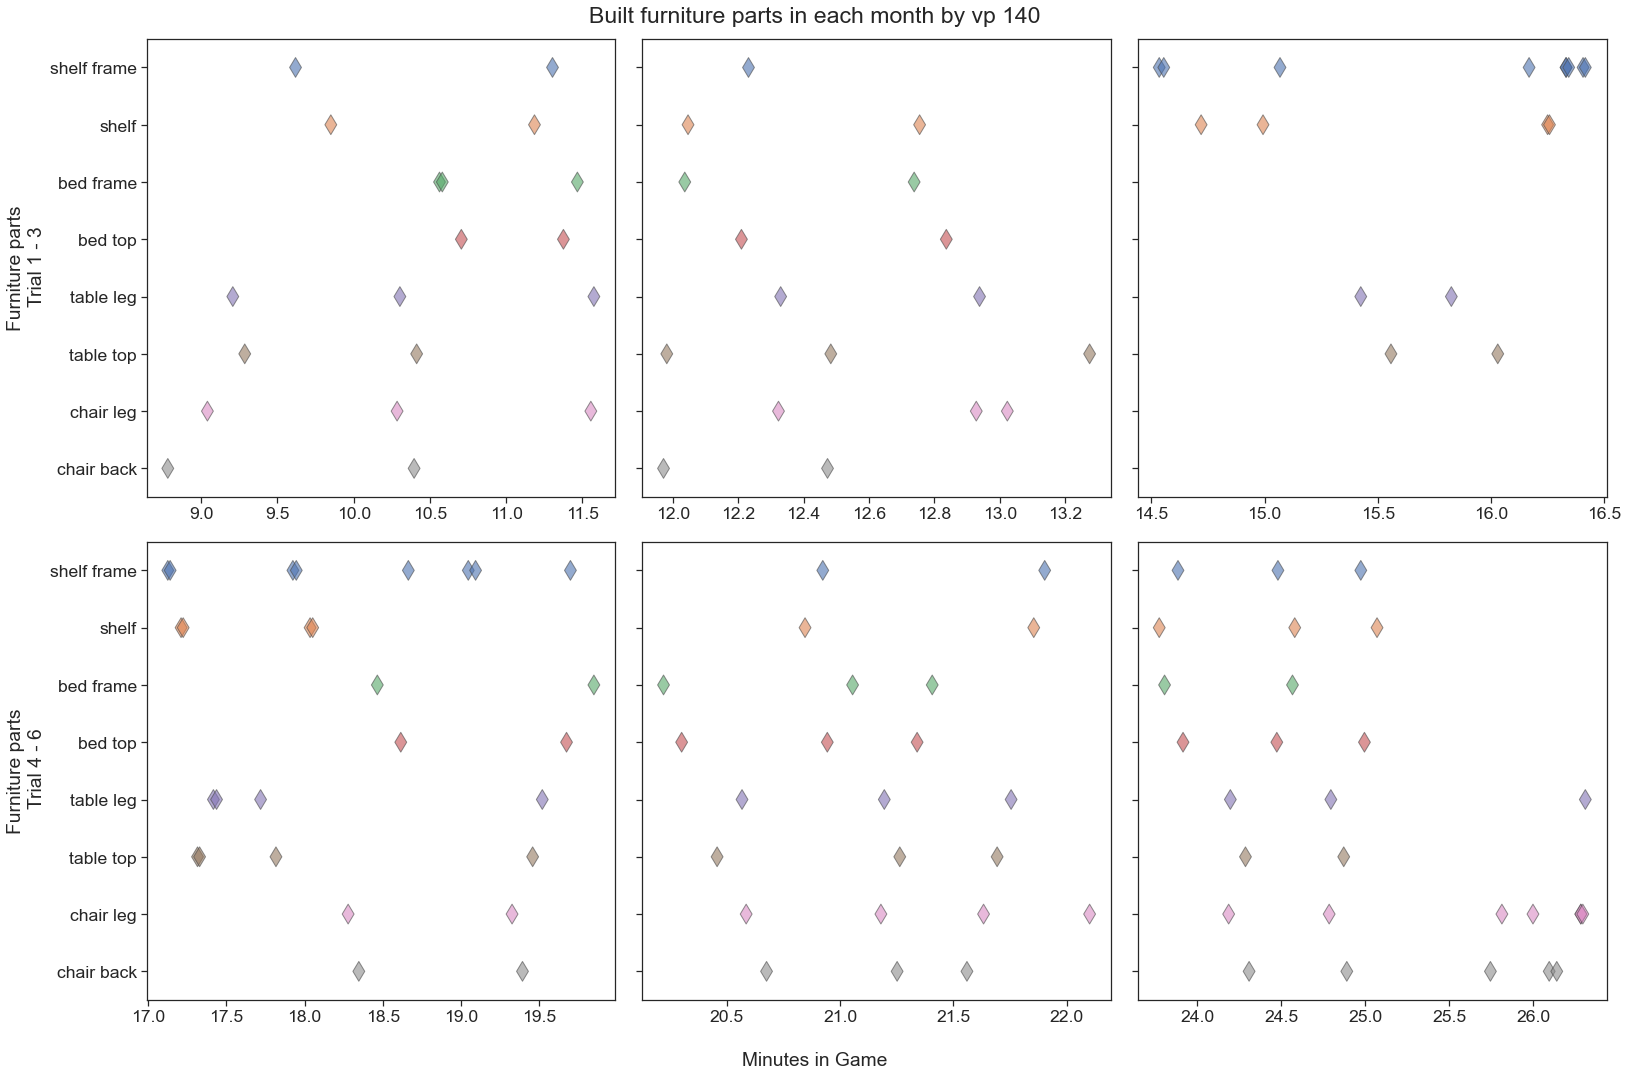 Built furniture parts in each month by vp 140
Furniture parts
Trial 1 - 3
shelf frame
shelf
bed frame
bed top
table leg
table top
chair leg
chair back
9.0 9.5 10.0 10.5 11.0 11.5
12.0 12.2 12.4 12.6 12.8 13.0 13.2
14.5 15.0 15.5 16.0 16.5
Furniture parts
Trial 4 - 6
shelf frame
shelf
bed frame
bed top
table leg
table top
chair leg
chair back
17.0 17.5 18.0 18.5 19.0 19.5
20.5 21.0 21.5 22.0
24.0 24.5 25.0 25.5 26.0
Minutes in Game